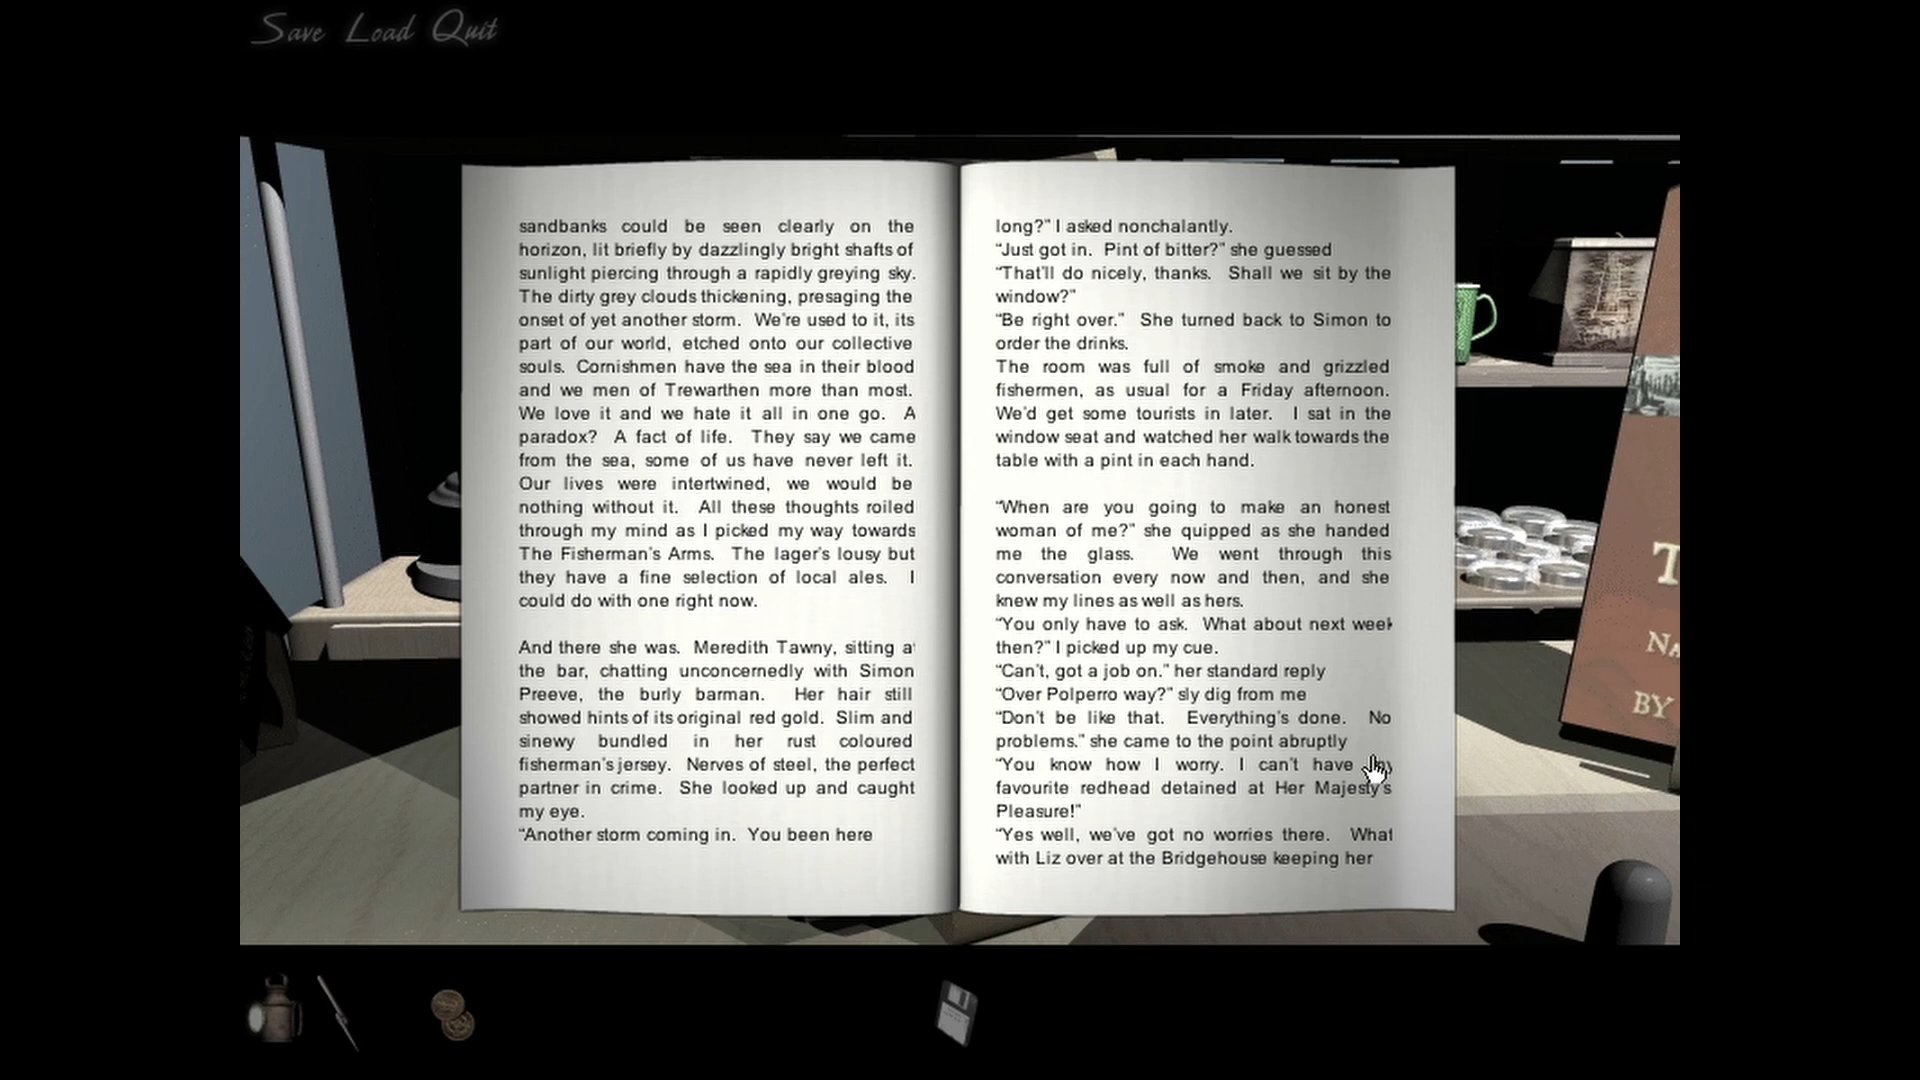 Save Load Quit
sandbanks could be seen clearly on the
horizon, lit briefly by dazzlingly bright shafts of
sunlight piercing through a rapidly greying sky.
The dirty grey clouds thickening, presaging the
onset of yet another storm. We're used to it, its
part of our world, etched onto our collective
souls. Cornishmen have the sea in their blood
and we men of Trewarthen more than most.
We love it and we hate it all in one go. A
paradox? A fact of life. They say we came
from the sea, some of us have never left it.
Our lives were intertwined, we would be
nothing without it. All these thoughts roiled
through my mind as I picked my way towards
The Fisherman's Arms. The lager's lousy but
they have a fine selection of local ales. I
could do with one right now.
And there she was. Meredith Tawny, sitting at
the bar, chatting unconcernedly with Simon
Preeve, the burly barman. Her hair still
showed hints of its original red gold. Slim and
sinewy bundled in her rust coloured
fisherman's jersey. Nerves of steel, the perfect
partner in crime. She looked up and caught
my eye.
“Another storm coming in. You been here
long?” I asked nonchalantly.
“Just got in. Pint of bitter?” she guessed
“That'll do nicely, thanks. Shall we sit by the
window?”
“Be right over.” She turned back to Simon to
order the drinks.
The room was full of smoke and grizzled
fishermen, as usual for a Friday afternoon.
We'd get some tourists in later. I sat in the
window seat and watched her walk towards the
table with a pint in each hand.
“When are you going to make an honest
woman of me?” she quipped as she handed
me the glass. We went through this
conversation every now and then, and she
knew my lines as well as hers.
“You only have to ask. What about next week
then?” I picked up my cue.
“Can't, got a job on.” her standard reply
“Over Polperro way?” sly dig from me
“Don't be like that. Everything's done. No
problems.” she came to the point abruptly
“You know how I worry. I can't have
favourite redhead detained at Her Majesty's
Pleasure!”
“Yes well, we've got no worries there. What
with Liz over at the Bridgehouse keeping her
T
NA
BY